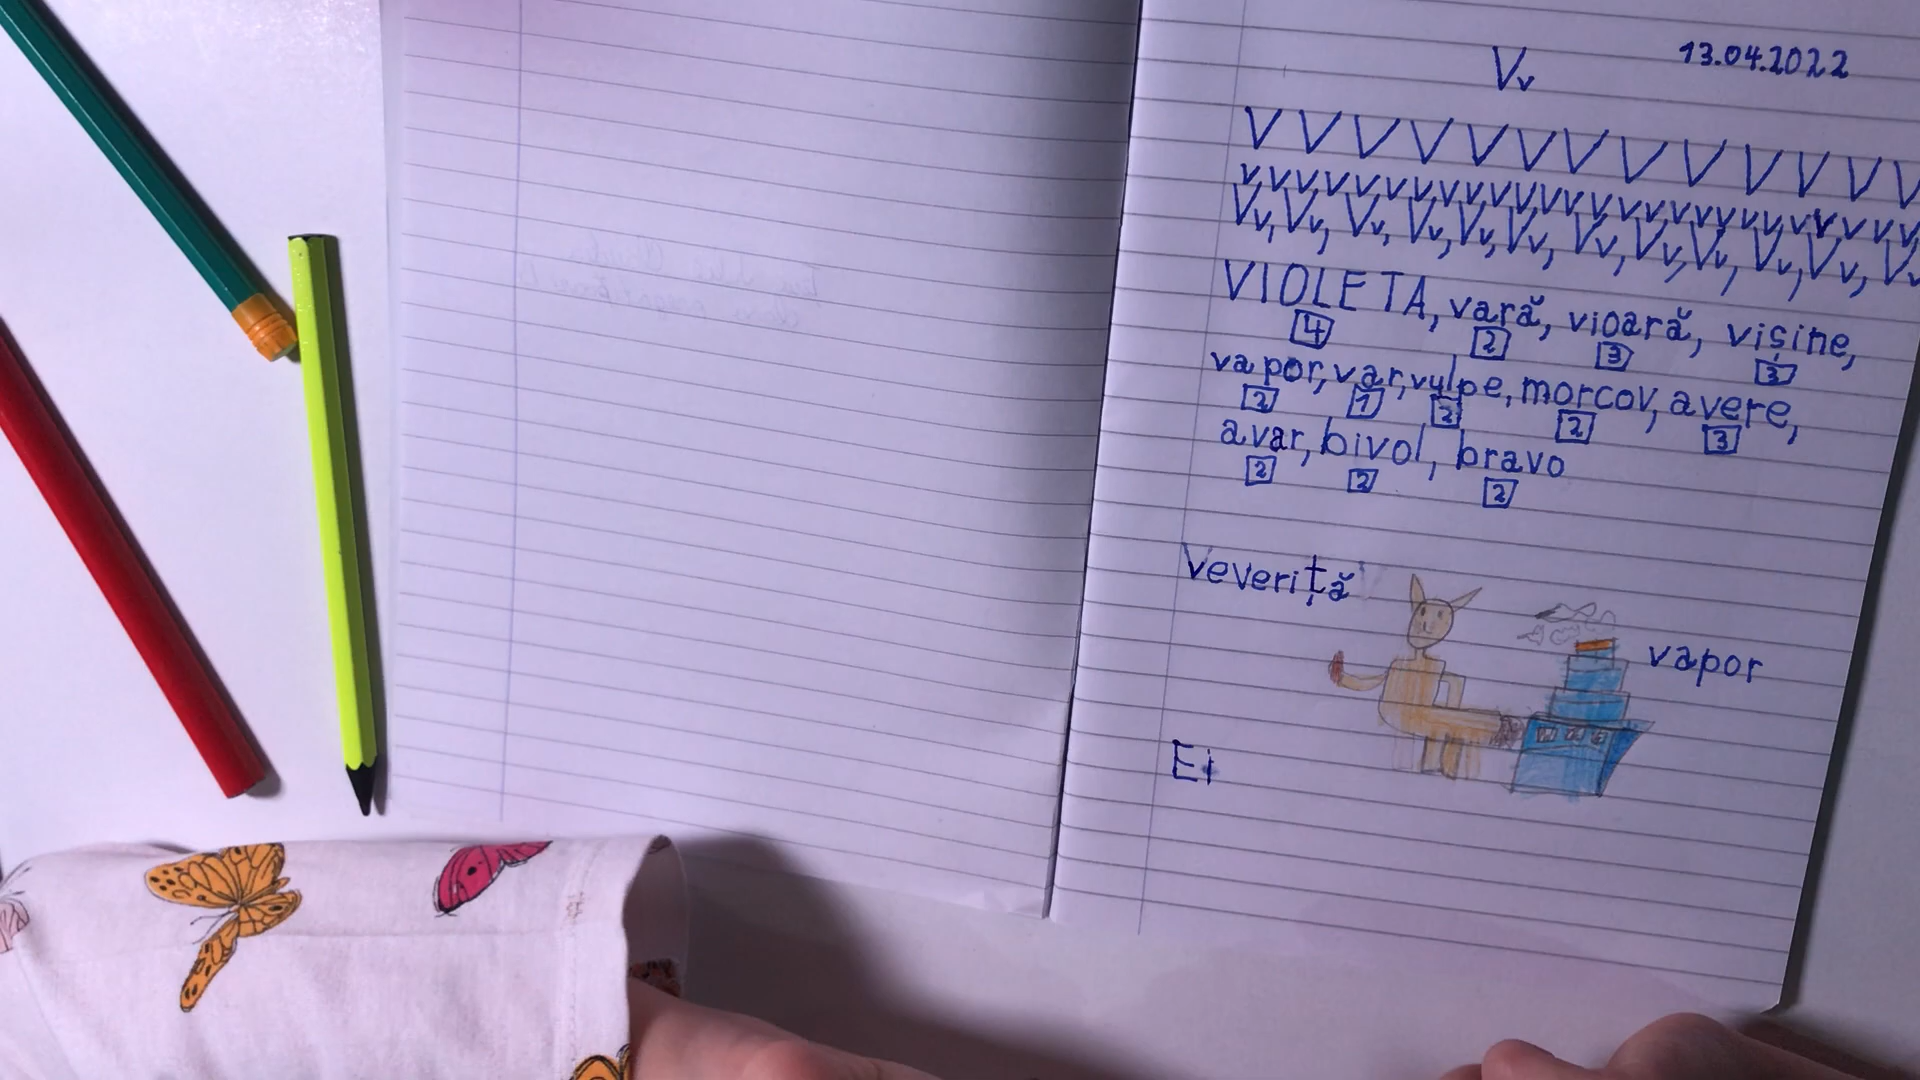 Vv 13.04.2022
V V V V V V V V V V V V V
v v v v v v v v v v v v v v v v v v v v v v v v v v
Vv, Vv, Vv, Vv, Vv, Vv, Vv, Vv, Vv, Vv, Vv, Vv
VIOLETA, vară, vioară, vișine,
4 2 3 3
vapor, var, vulpe, morcov, avere,
2 1 2 2 3
avar, bivol, bravo
2 2 2
Veveriță
vapor
Ei